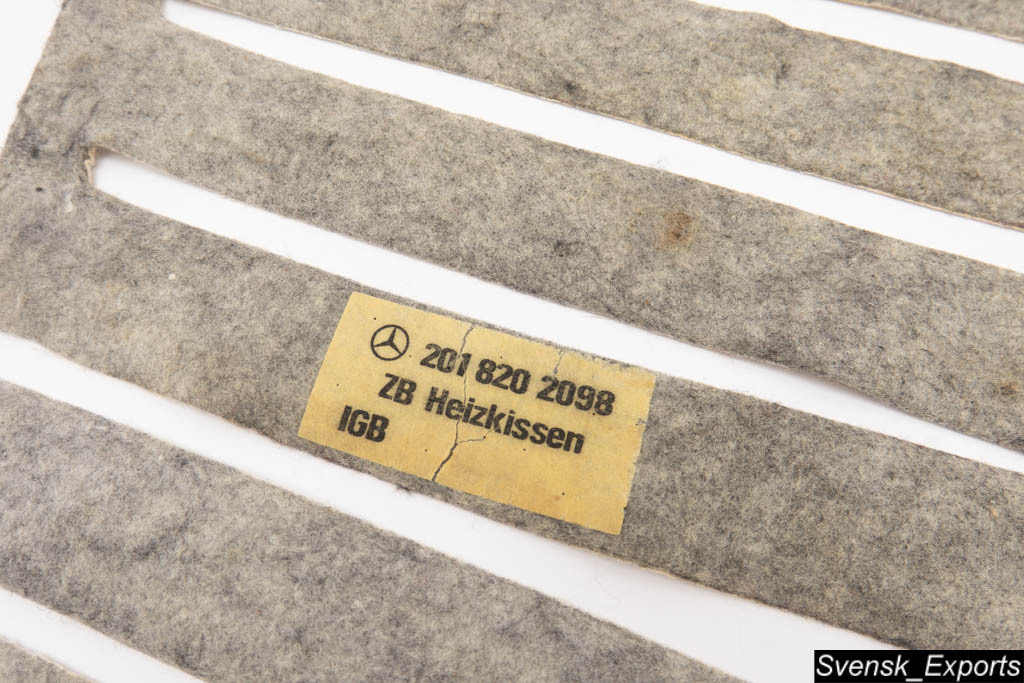 201 820 2098
ZB Heizkissen
IGB
Svensk_Exports